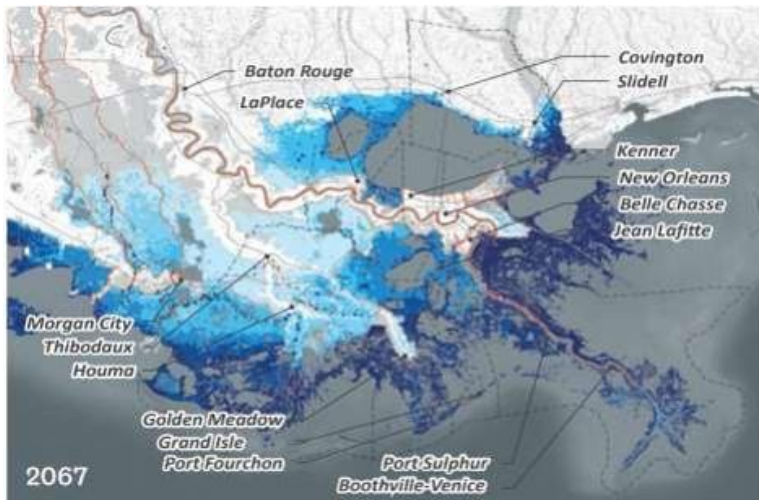 Baton Rouge
LaPlace
Covington
Slidell
Kenner
New Orleans
Belle Chasse
Jean Lafitte
Morgan City
Thibodaux
Houma
Golden Meadow
Grand Isle
Port Fourchon
Port Sulphur
Boothville-Venice
2067